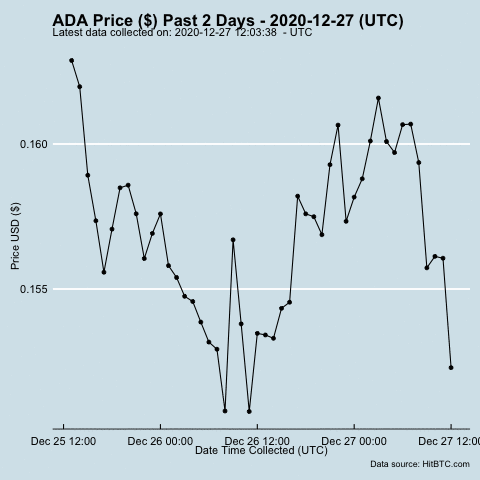 ADA Price ($) Past 2 Days - 2020-12-27 (UTC)
Latest data collected on: 2020-12-27 12:03:38 - UTC
0.160
0.155
Price USD ($)
Dec 25 12:00 Dec 26 00:00 Dec 26 12:00 Dec 27 00:00 Dec 27 12:00
Date Time Collected (UTC)
Data source: HitBTC.com